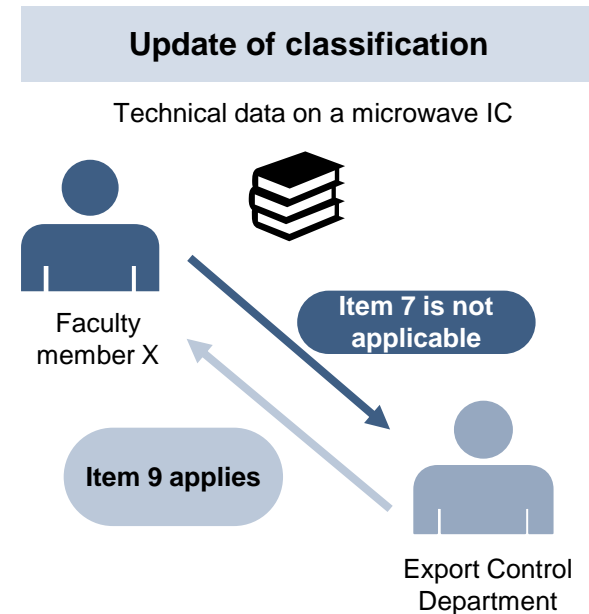 Update of classification
Technical data on a microwave IC
Item 7 is not
applicable
Faculty
member X
Item 9 applies
Export Control
Department